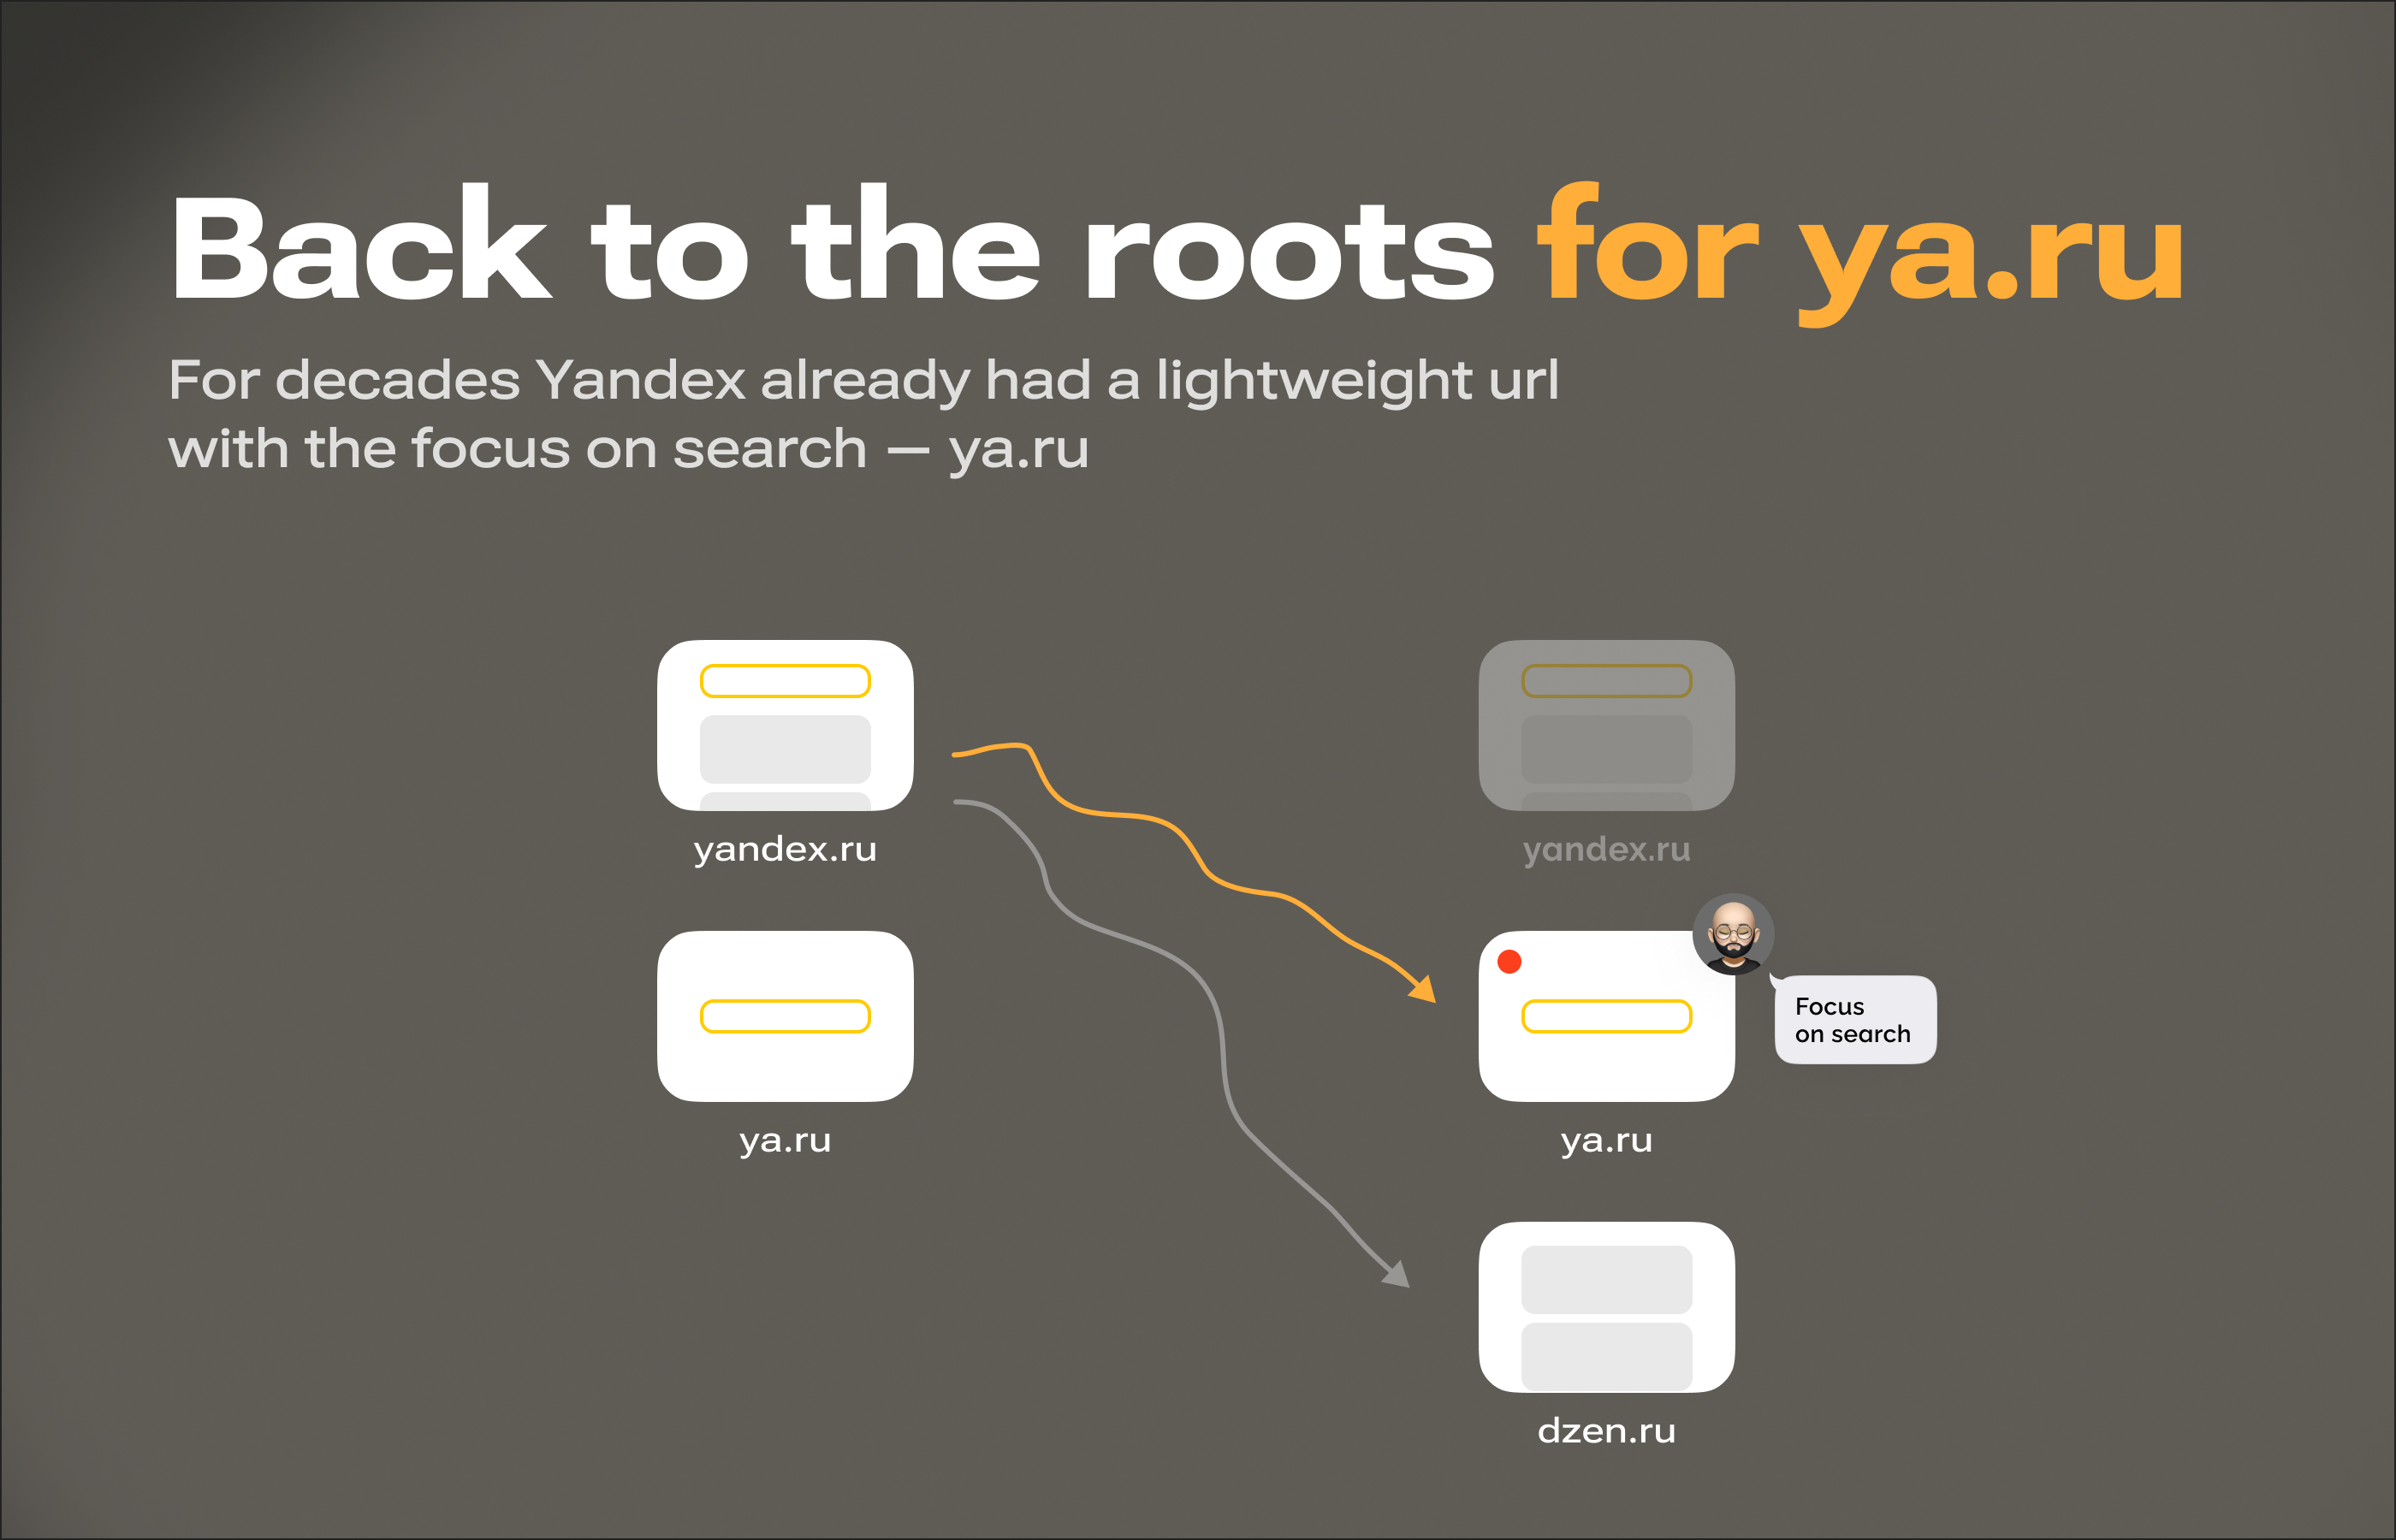 Back to the roots for ya.ru
For decades Yandex already had a lightweight url
with the focus on search — ya.ru
yandex.ru
yandex.ru
Focus
on search
ya.ru
ya.ru
dzen.ru